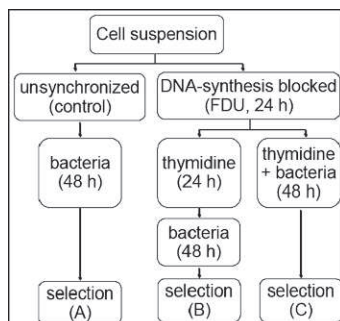 Cell suspension
unsynchronized
(control)
DNA-synthesis blocked
(FDU, 24 h)
bacteria
(48 h)
thymidine
(24 h)
thymidine
+ bacteria
(48 h)
bacteria
(48 h)
selection
(A)
selection
(B)
selection
(C)